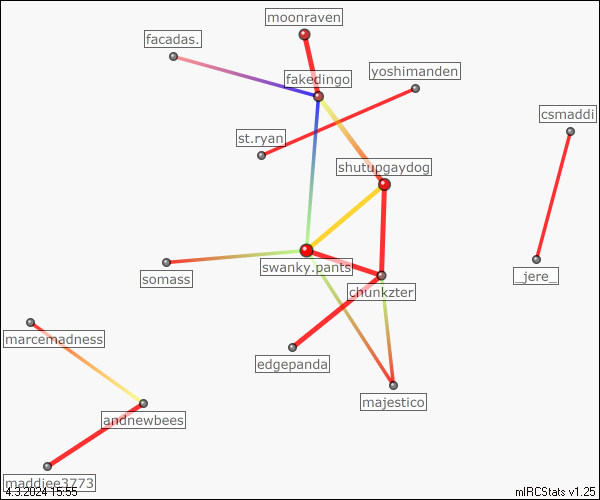 moonraven
facadas.
fakedingo
yoshimanden
csmaddi
st.ryan
shutupgaydog
swanky.pants
_jere_
somass
chunkzter
marcemadness
edgepanda
majestico
andnewbees
maddiee3773
4.3.2024 15:55
mIRCStats v1.25